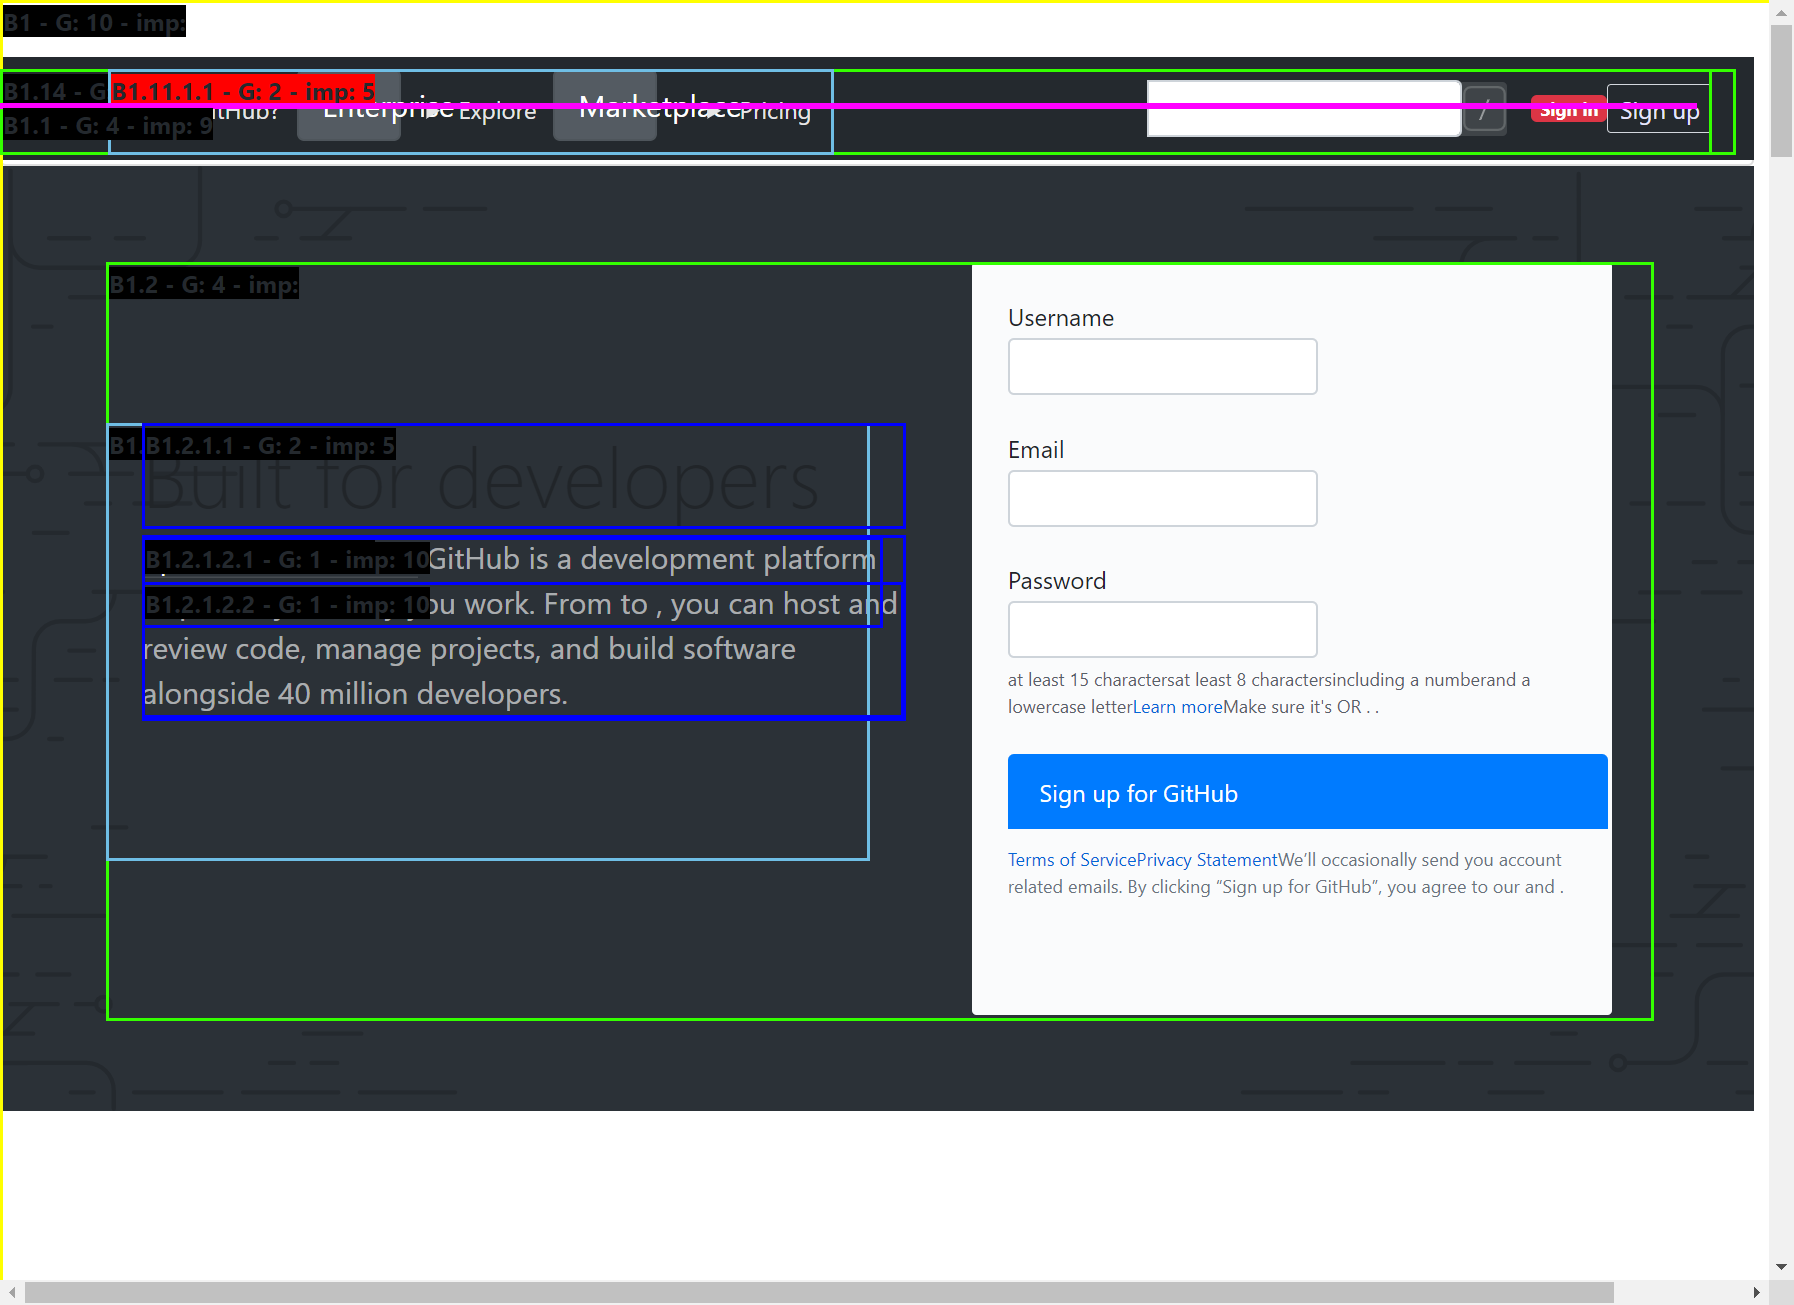 B1 - G: 10 - imp:
B1.14 - G
B1.11.1.1 - G: 2 - imp: 5
B1.1 - G: 4 - imp: 9
Enterprise
Explore
Marketplace
Pricing
/
Sign in
Sign up
B1.2 - G: 4 - imp:
Username
Email
B1.2.1.1 - G: 2 - imp: 5
Built for developers
B1.2.1.2.1 - G: 1 - imp: 10
GitHub is a development platform
B1.2.1.2.2 - G: 1 - imp: 10
you work. From to , you can host and
review code, manage projects, and build software
alongside 40 million developers.
Password
at least 15 charactersat least 8 charactersincluding a numberand a
lowercase letterLearn moreMake sure it's OR . .
Sign up for GitHub
Terms of ServicePrivacy StatementWe’ll occasionally send you account
related emails. By clicking “Sign up for GitHub”, you agree to our and .